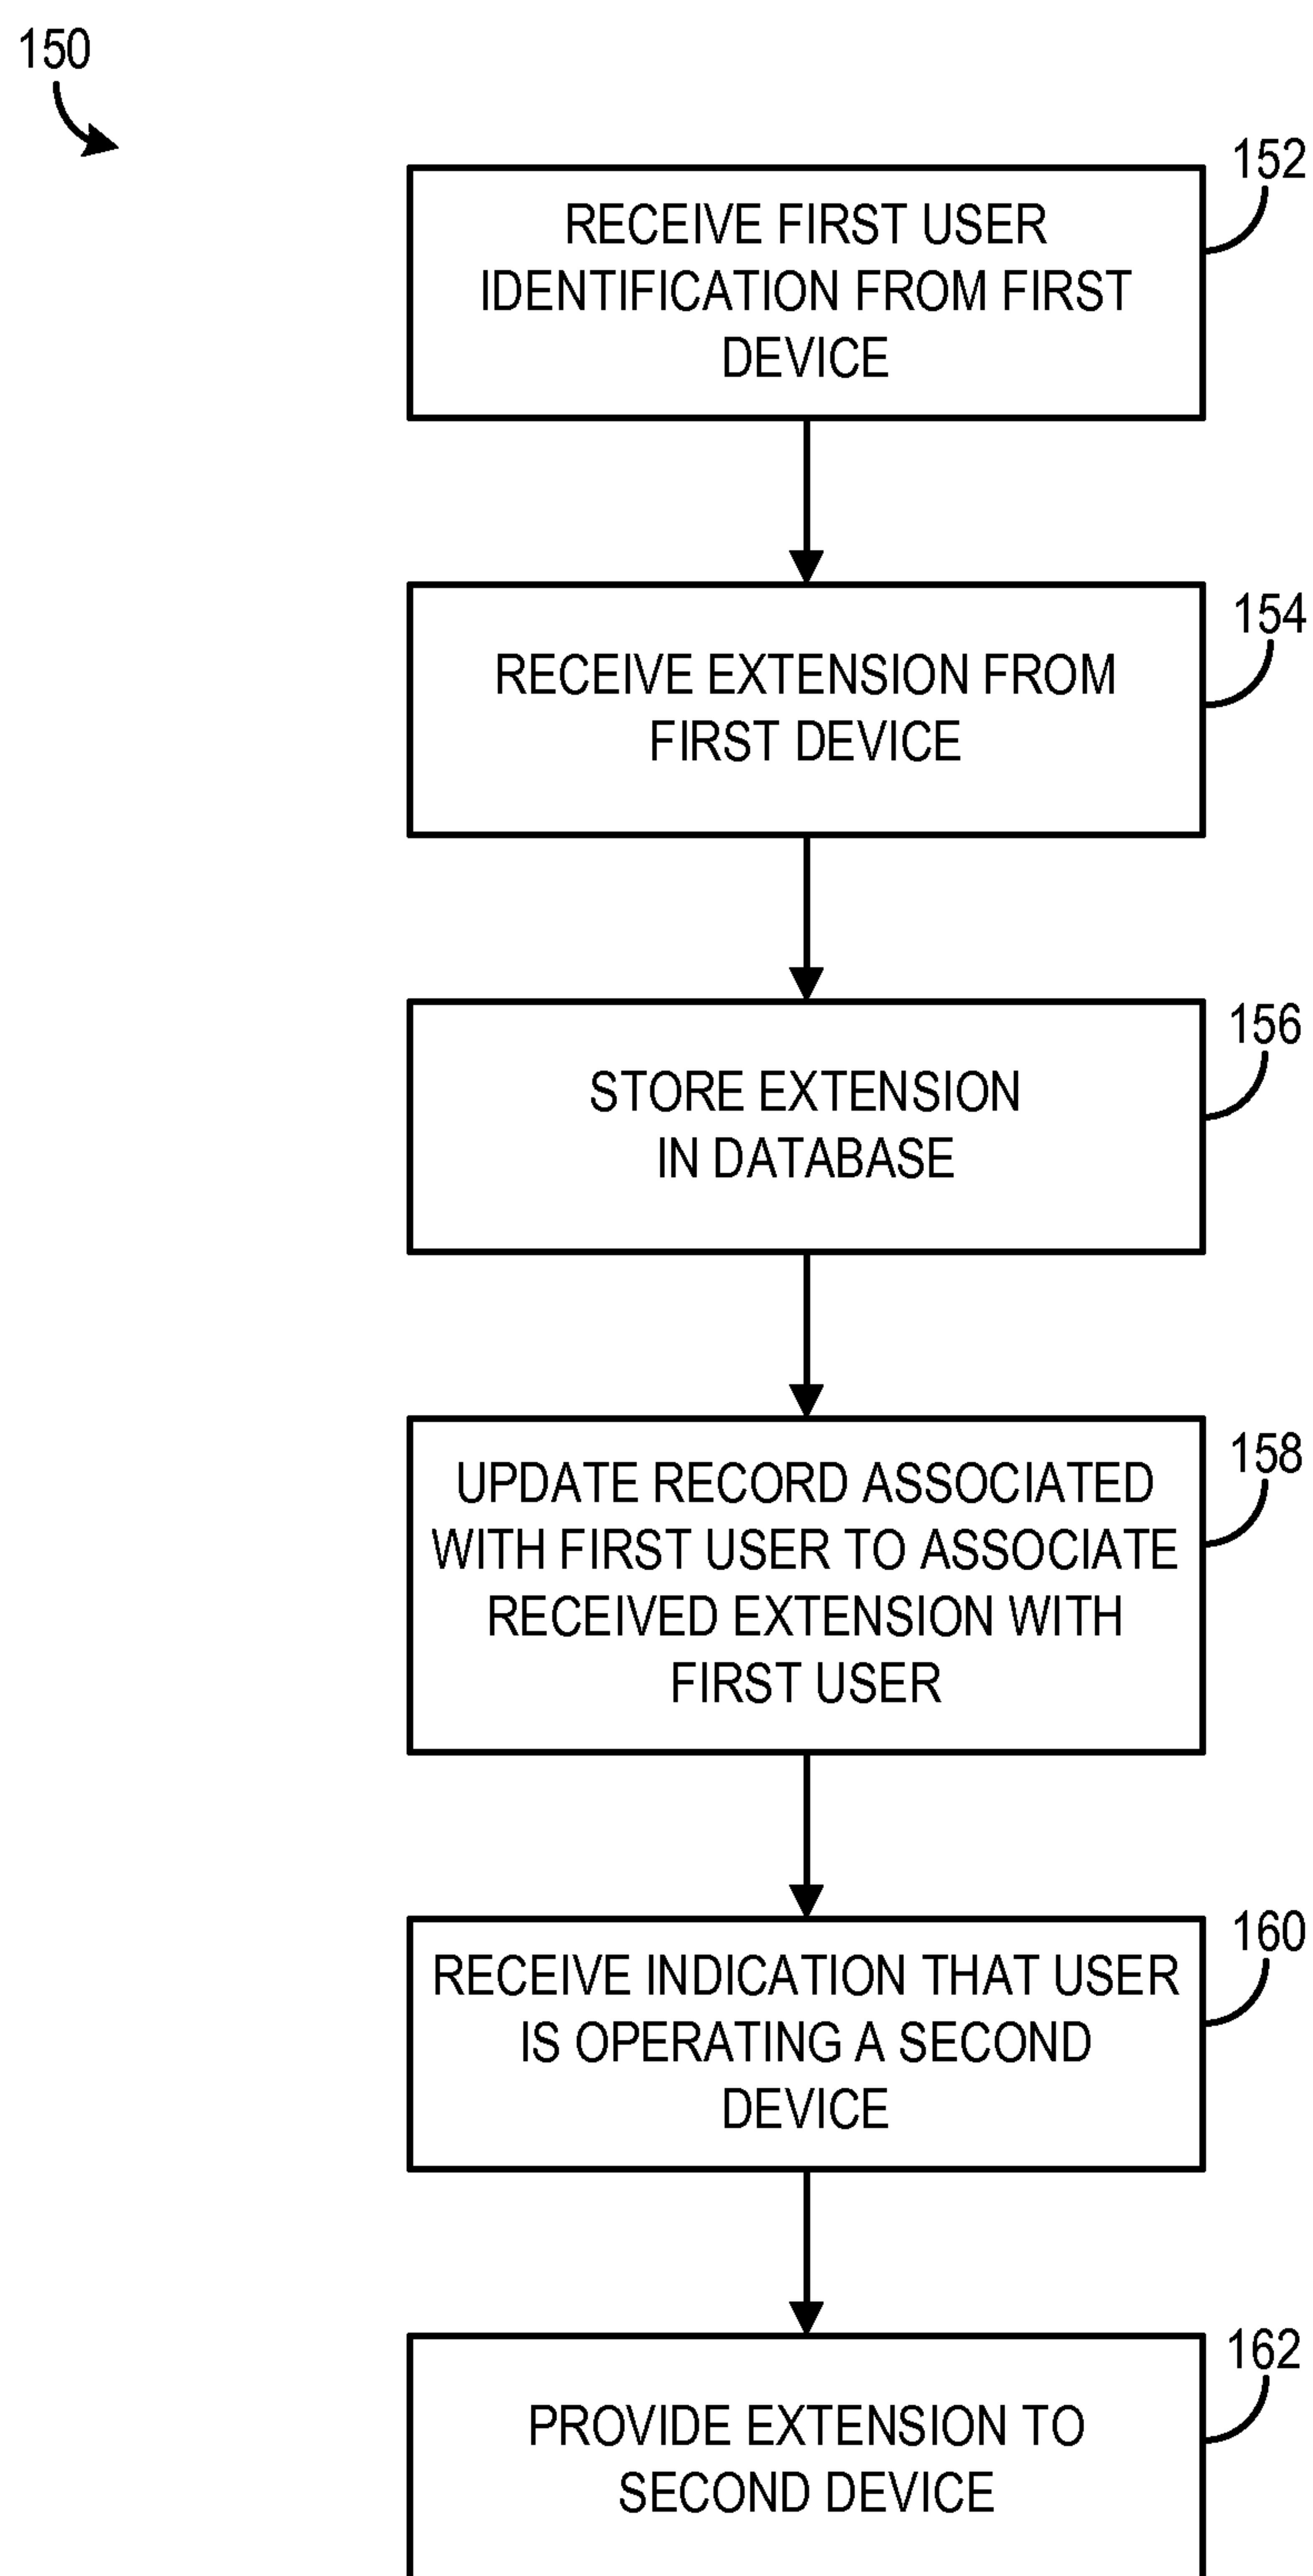 150
152
RECEIVE FIRST USER
IDENTIFICATION FROM FIRST
DEVICE
154
RECEIVE EXTENSION FROM
FIRST DEVICE
156
STORE EXTENSION
IN DATABASE
158
UPDATE RECORD ASSOCIATED
WITH FIRST USER TO ASSOCIATE
RECEIVED EXTENSION WITH
FIRST USER
160
RECEIVE INDICATION THAT USER
IS OPERATING A SECOND
DEVICE
162
PROVIDE EXTENSION TO
SECOND DEVICE